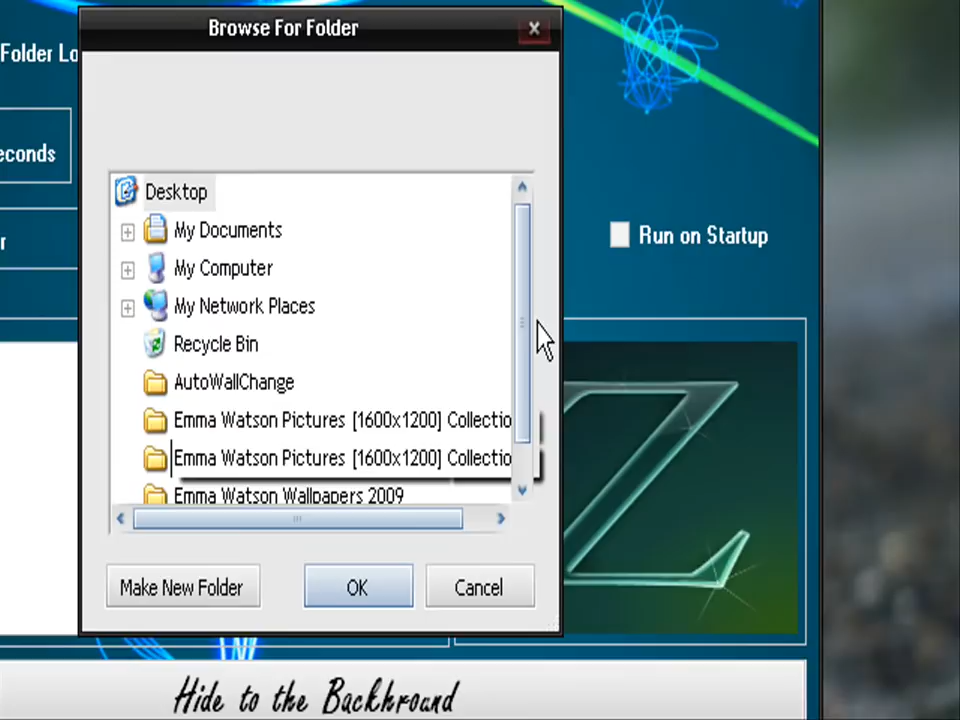 Browse For Folder
Folder Lo
econds
r
Desktop
My Documents
My Computer
My Network Places
Recycle Bin
AutoWallChange
Emma Watson Pictures [1600x1200] Collectio
Emma Watson Pictures [1600x1200] Collectio
Emma Watson Wallpapers 2009
Run on Startup
Make New Folder
OK
Cancel
Hide to the Backhround